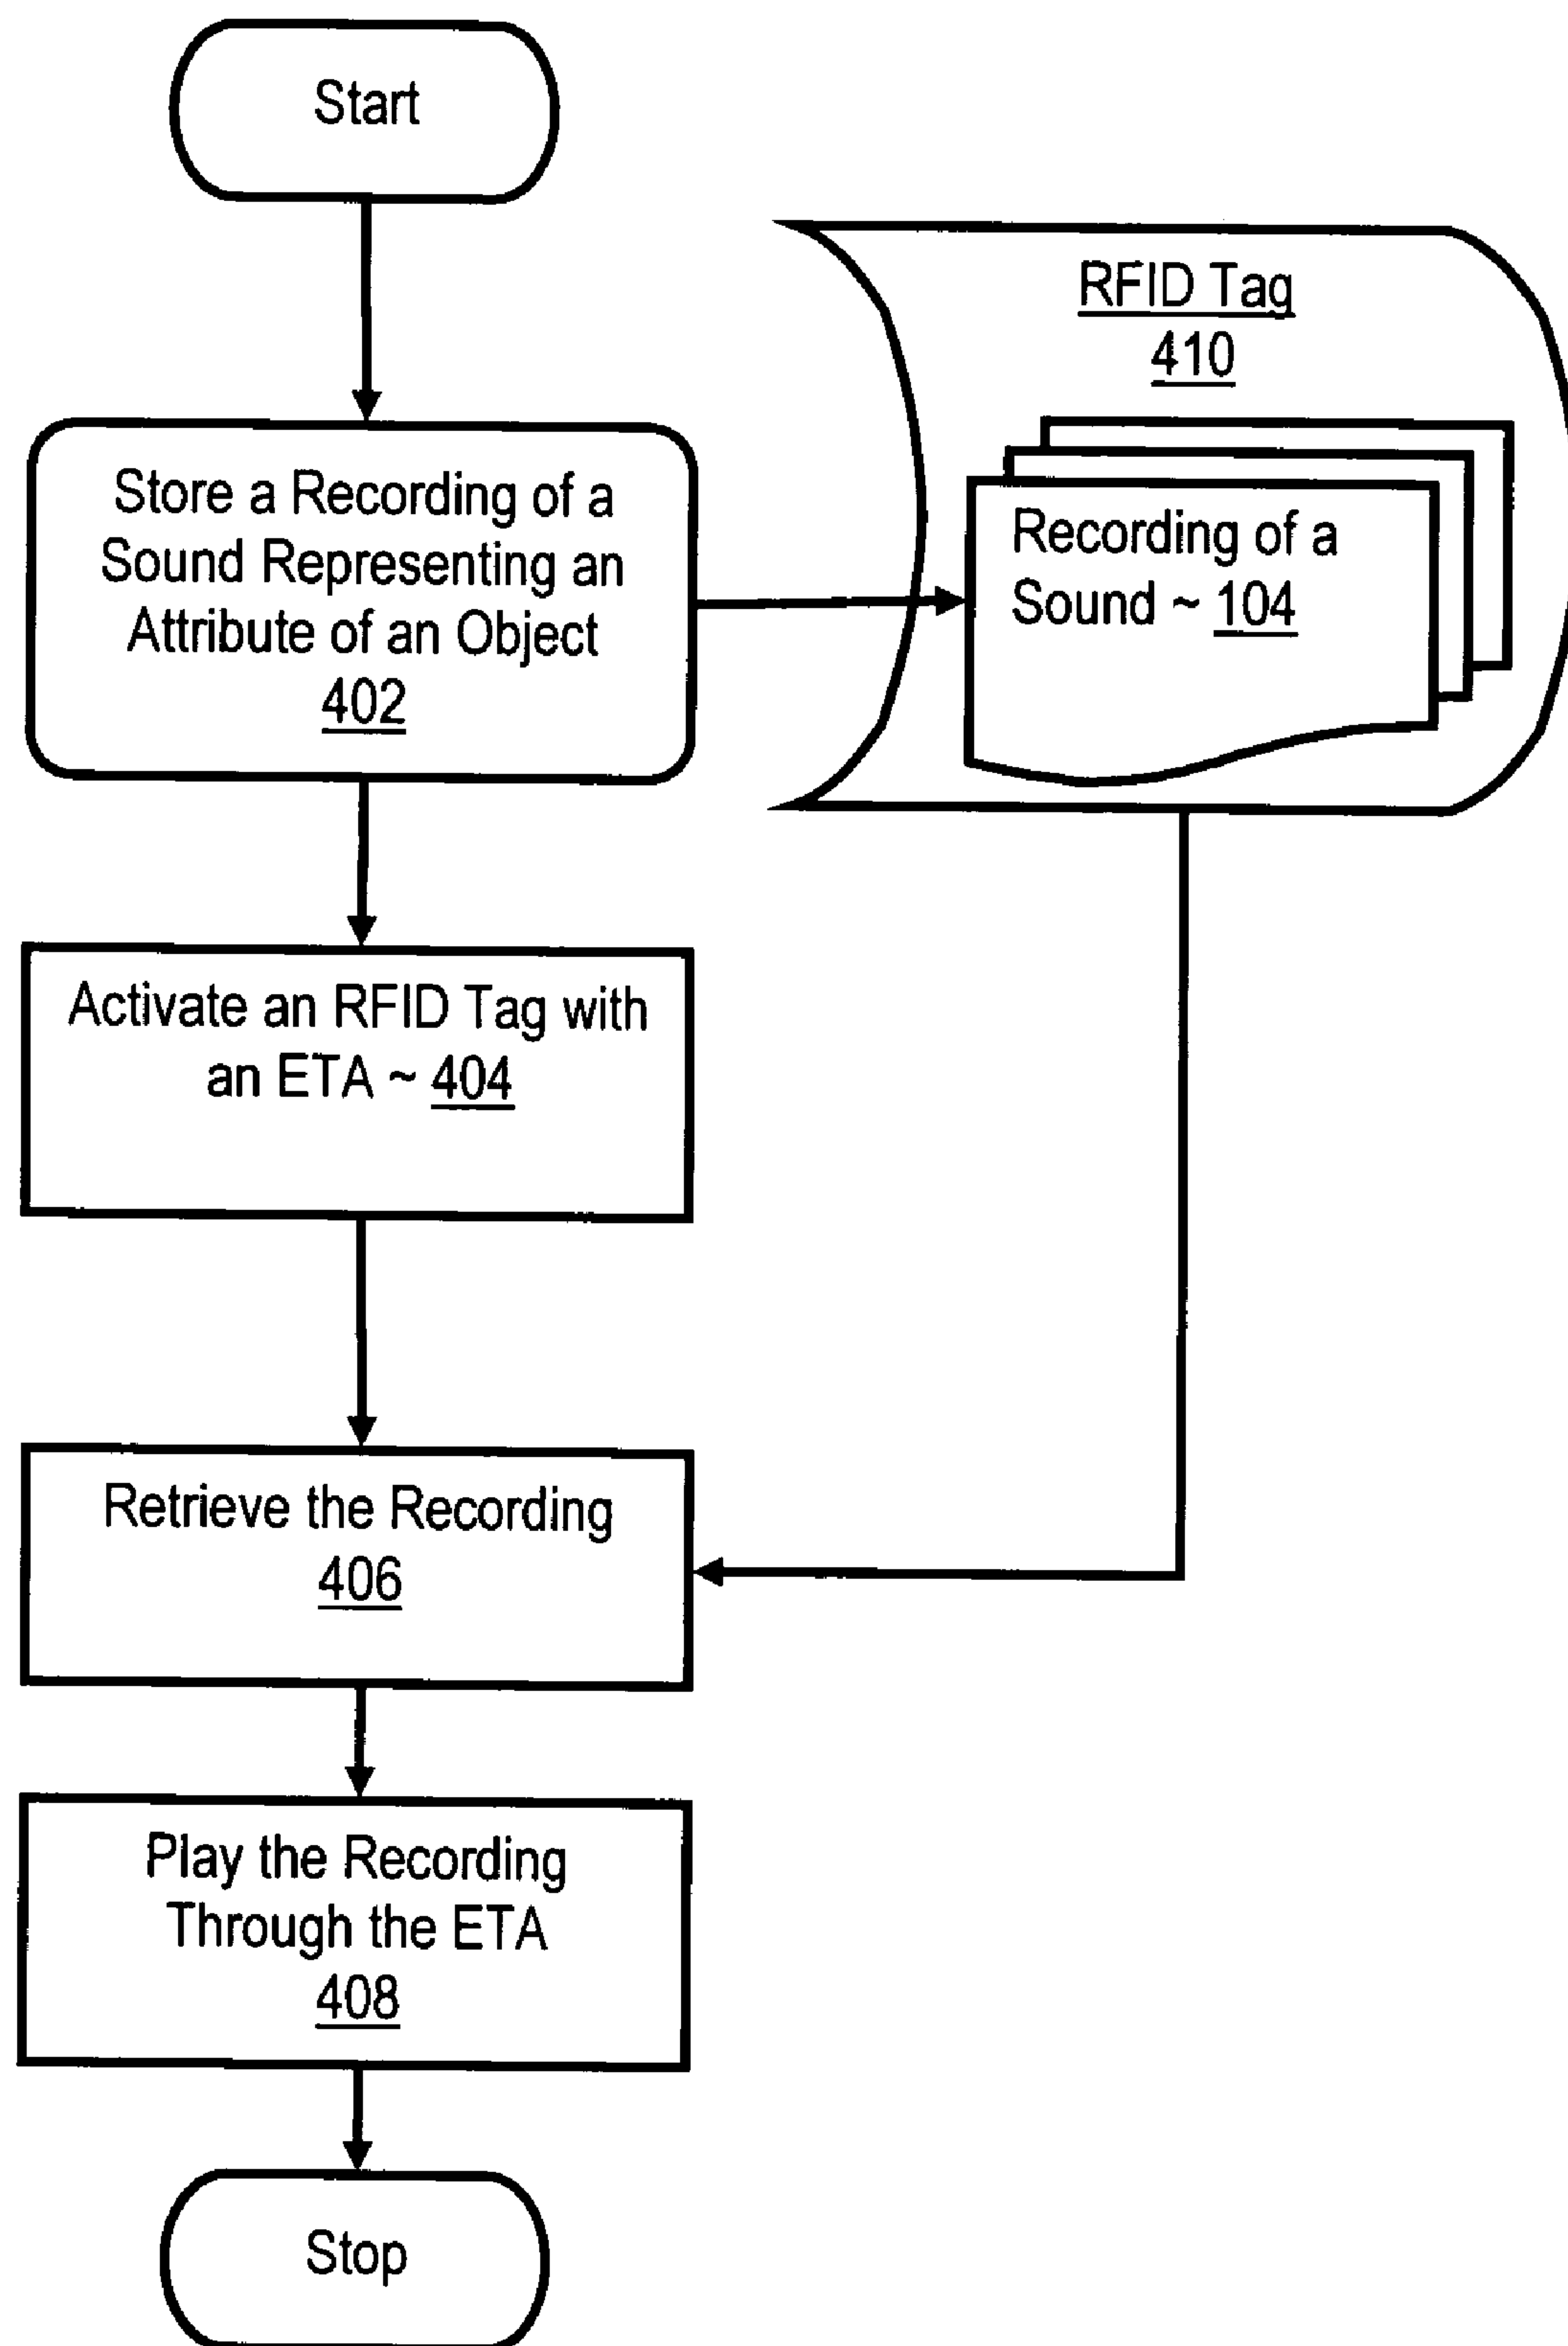 Start
RFID Tag
410
Store a Recording of a
Sound Representing an
Attribute of an Object
402
Recording of a
Sound ~ 104
Activate an RFID Tag with
an ETA ~ 404
Retrieve the Recording
406
Play the Recording
Through the ETA
408
Stop